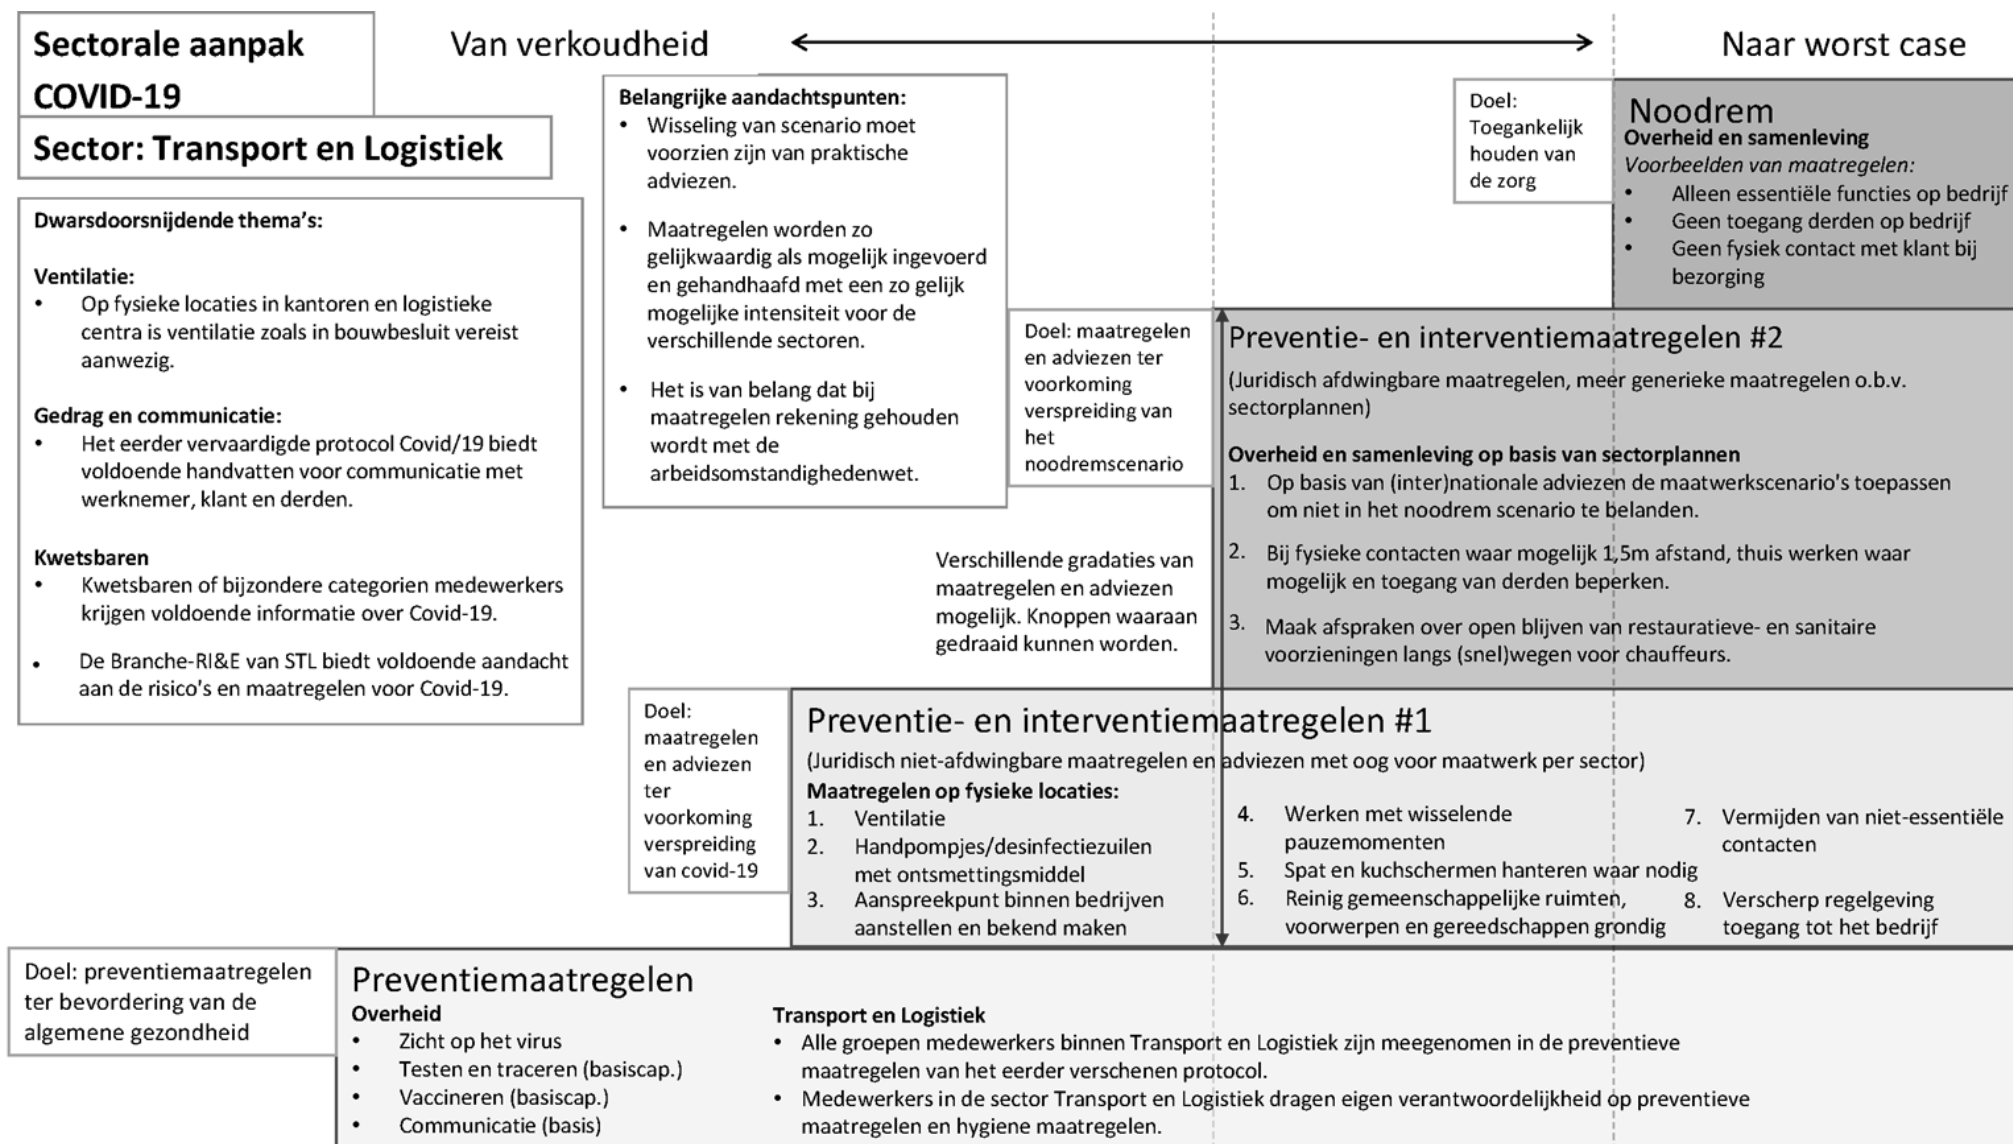 Sectorale aanpak
COVID-19
Sector: Transport en Logistiek
Van verkoudheid
Naar worst case
Dwarsdoorsnijdende thema's:
Ventilatie:
• Op fysieke locaties in kantoren en logistieke
centra is ventilatie zoals in bouwbesluit vereist
aanwezig.
Gedrag en communicatie:
• Het eerder vervaardigde protocol Covid/19 biedt
voldoende handvatten voor communicatie met
werknemer, klant en derden.
Kwetsbaren
• Kwetsbaren of bijzondere categorien medewerkers
krijgen voldoende informatie over Covid-19.
• De Branche-RI&E van STL biedt voldoende aandacht
aan de risico's en maatregelen voor Covid-19.
Belangrijke aandachtspunten:
• Wisseling van scenario moet
voorzien zijn van praktische
adviezen.
• Maatregelen worden zo
gelijkwaardig als mogelijk ingevoerd
en gehandhaafd met een zo gelijk
mogelijke intensiteit voor de
verschillende sectoren.
• Het is van belang dat bij
maatregelen rekening gehouden
wordt met de
arbeidsomstandighedenwet.
Doel:
Toegankelijk
houden van
de zorg
Noodrem
Overheid en samenleving
Voorbeelden van maatregelen:
• Alleen essentiële functies op bedrijf
• Geen toegang derden op bedrijf
• Geen fysiek contact met klant bij
bezorging
Doel: maatregelen
en adviezen ter
voorkoming
verspreiding van
het
noodremscenario
Preventie- en interventiemaatregelen #2
(Juridisch afdwingbare maatregelen, meer generieke maatregelen o.b.v.
sectorplannen)
Overheid en samenleving op basis van sectorplannen
1. Op basis van (inter)nationale adviezen de maatwerkscenario's toepassen
om niet in het noodrem scenario te belanden.
2. Bij fysieke contacten waar mogelijk 1,5m afstand, thuis werken waar
mogelijk en toegang van derden beperken.
3. Maak afspraken over open blijven van restauratieve- en sanitaire
voorzieningen langs (snel)wegen voor chauffeurs.
Verschillende gradaties van
maatregelen en adviezen
mogelijk. Knoppen waaraan
gedraaid kunnen worden.
Doel:
maatregelen
en adviezen
ter
voorkoming
verspreiding
van covid-19
Preventie- en interventiemaatregelen #1
(Juridisch niet-afdwingbare maatregelen en adviezen met oog voor maatwerk per sector)
Maatregelen op fysieke locaties:
1. Ventilatie
2. Handpompjes/desinfectiezuilen
met ontsmettingsmiddel
3. Aanspreekpunt binnen bedrijven
aanstellen en bekend maken
4. Werken met wisselende
pauzemomenten
5. Spat en kuchschermen hanteren waar nodig
6. Reinig gemeenschappelijke ruimten,
voorwerpen en gereedschappen grondig
7. Vermijden van niet-essentiële
contacten
8. Verscherp regelgeving
toegang tot het bedrijf
Doel: preventiemaatregelen
ter bevordering van de
algemene gezondheid
Preventiemaatregelen
Overheid
• Zicht op het virus
• Testen en traceren (basiscap.)
• Vaccineren (basiscap.)
• Communicatie (basis)
Transport en Logistiek
• Alle groepen medewerkers binnen Transport en Logistiek zijn meegenomen in de preventieve
maatregelen van het eerder verschenen protocol.
• Medewerkers in de sector Transport en Logistiek dragen eigen verantwoordelijkheid op preventieve
maatregelen en hygiene maatregelen.